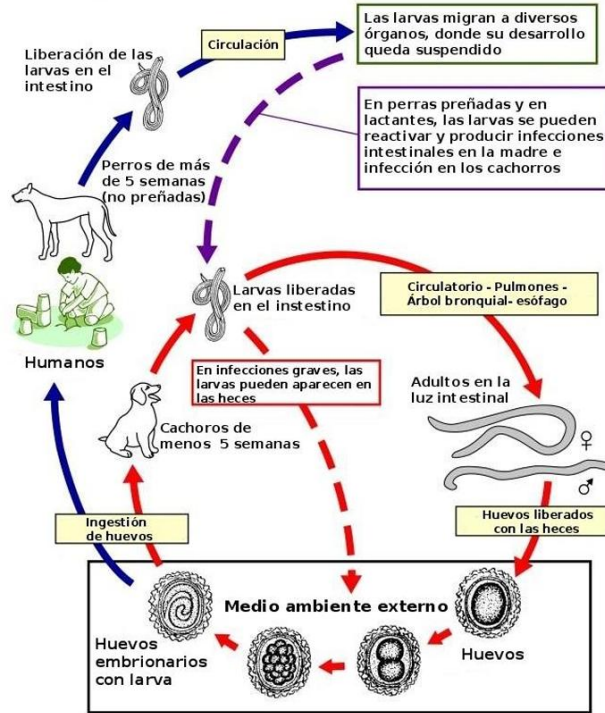 Liberación de las
larvas en el
intestino
Circulación
Las larvas migran a diversos
órganos, donde su desarrollo
queda suspendido
En perras preñadas y en
lactantes, las larvas se pueden
reactivar y producir infecciones
intestinales en la madre e
infección en los cachorros
Perros de más
de 5 semanas
(no preñadas)
Humanos
Larvas liberadas
en el instestino
Circulatorio - Pulmones -
Árbol bronquial- esófago
En infecciones graves, las
larvas pueden aparecen en
las heces
Cachoros de
menos 5 semanas
Adultos en la
luz intestinal
♀
♂
Ingestión
de huevos
Huevos liberados
con las heces
Medio ambiente externo
Huevos
embrionarios
con larva
Huevos